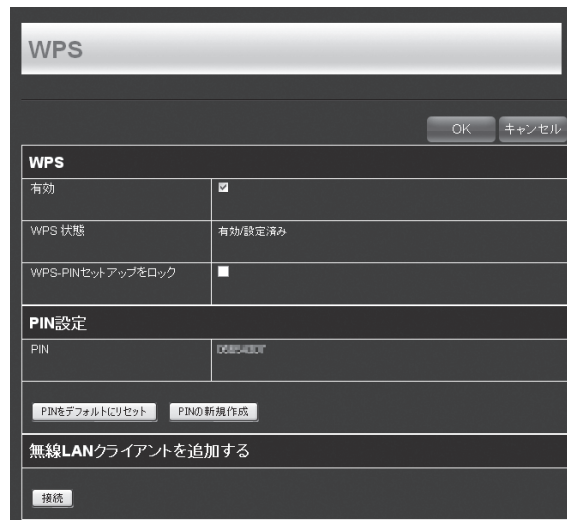 WPS
OK キャンセル
WPS
有効
WPS 状態 有効/設定済み
WPS-PINセットアップをロック
PIN設定
PIN
PINをデフォルトにリセット PINの新規作成
無線LANクライアントを追加する
接続